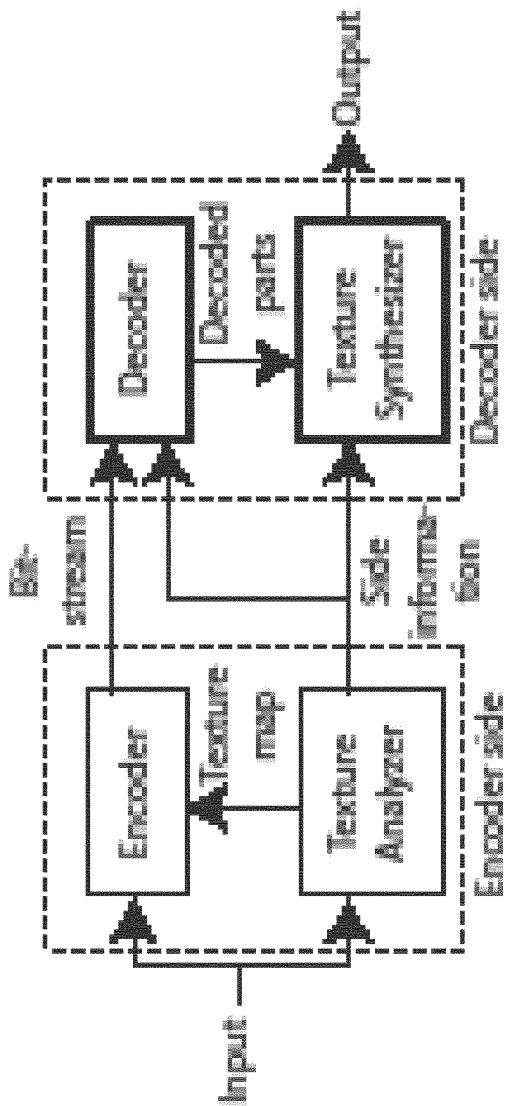 Input
Encoder
Texture
map
Texture
Analyzer
Encoder side
Bit-
stream
Side
informa-
tion
Decoder
Decoded
parts
Texture
Synthesizer
Decoder side
Output